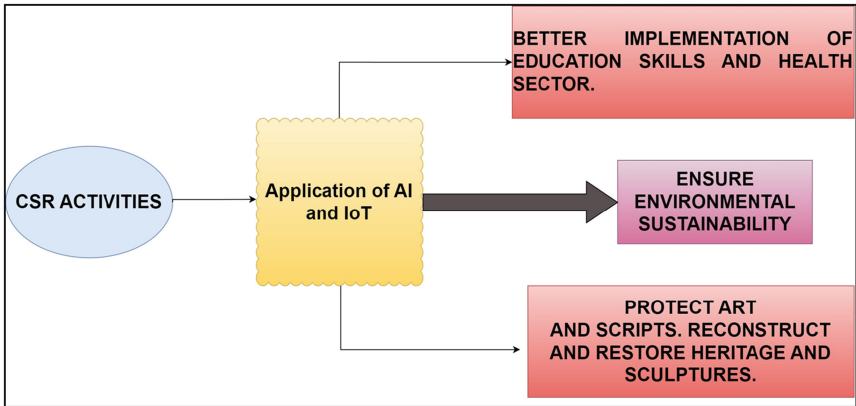 BETTER IMPLEMENTATION OF
EDUCATION SKILLS AND HEALTH
SECTOR.
CSR ACTIVITIES
Application of AI
and IoT
ENSURE
ENVIRONMENTAL
SUSTAINABILITY
PROTECT ART
AND SCRIPTS. RECONSTRUCT
AND RESTORE HERITAGE AND
SCULPTURES.